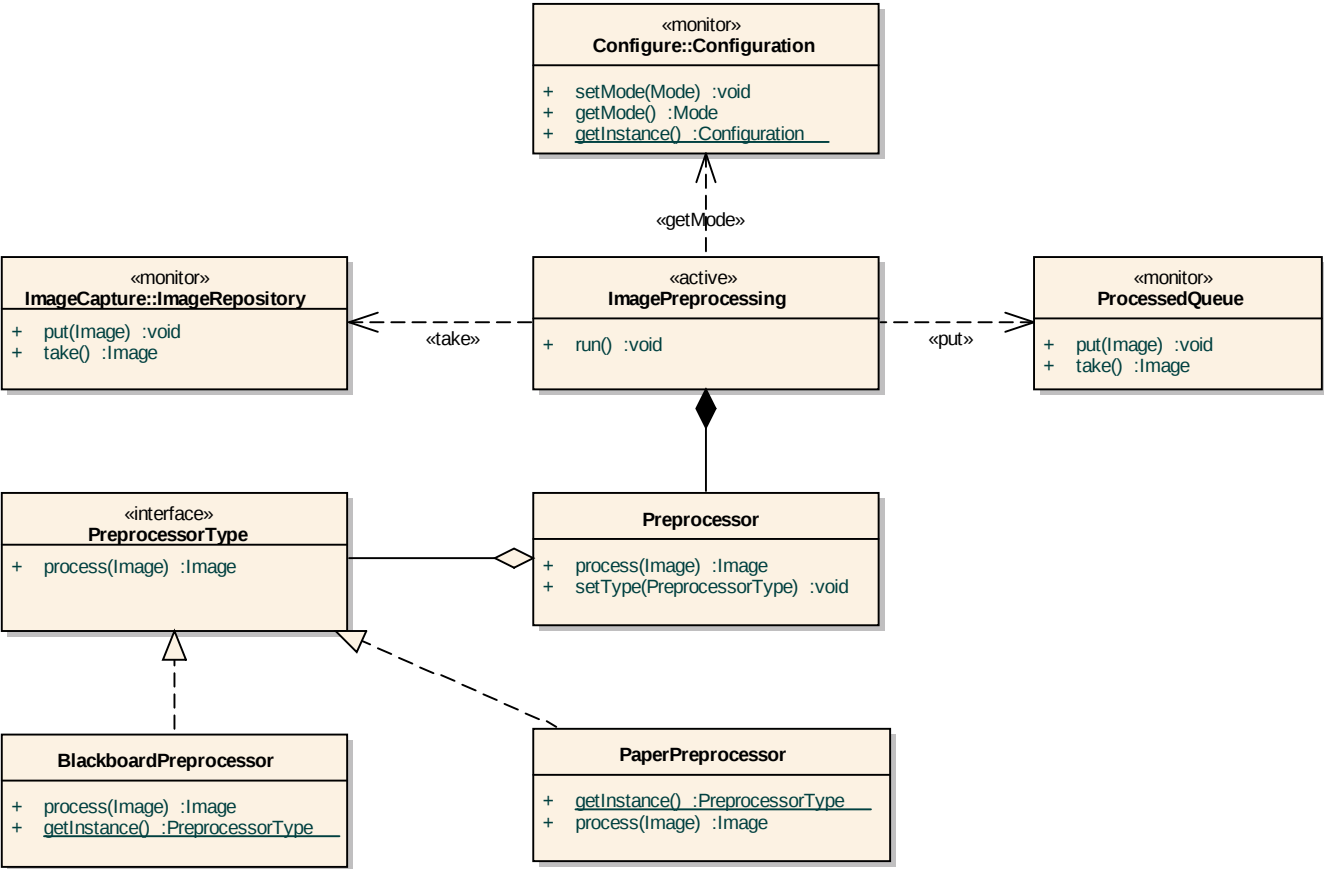 «monitor»
Configure::Configuration
+ setMode(Mode) :void
+ getMode() :Mode
+ getInstance() :Configuration
«getMode»
«monitor»
ImageCapture::ImageRepository
+ put(Image) :void
+ take() :Image
«take»
«active»
ImagePreprocessing
+ run() :void
«put»
«monitor»
ProcessedQueue
+ put(Image) :void
+ take() :Image
«interface»
PreprocessorType
+ process(Image) :Image
Preprocessor
+ process(Image) :Image
+ setType(PreprocessorType) :void
BlackboardPreprocessor
+ process(Image) :Image
+ getInstance() :PreprocessorType
PaperPreprocessor
+ getInstance() :PreprocessorType
+ process(Image) :Image